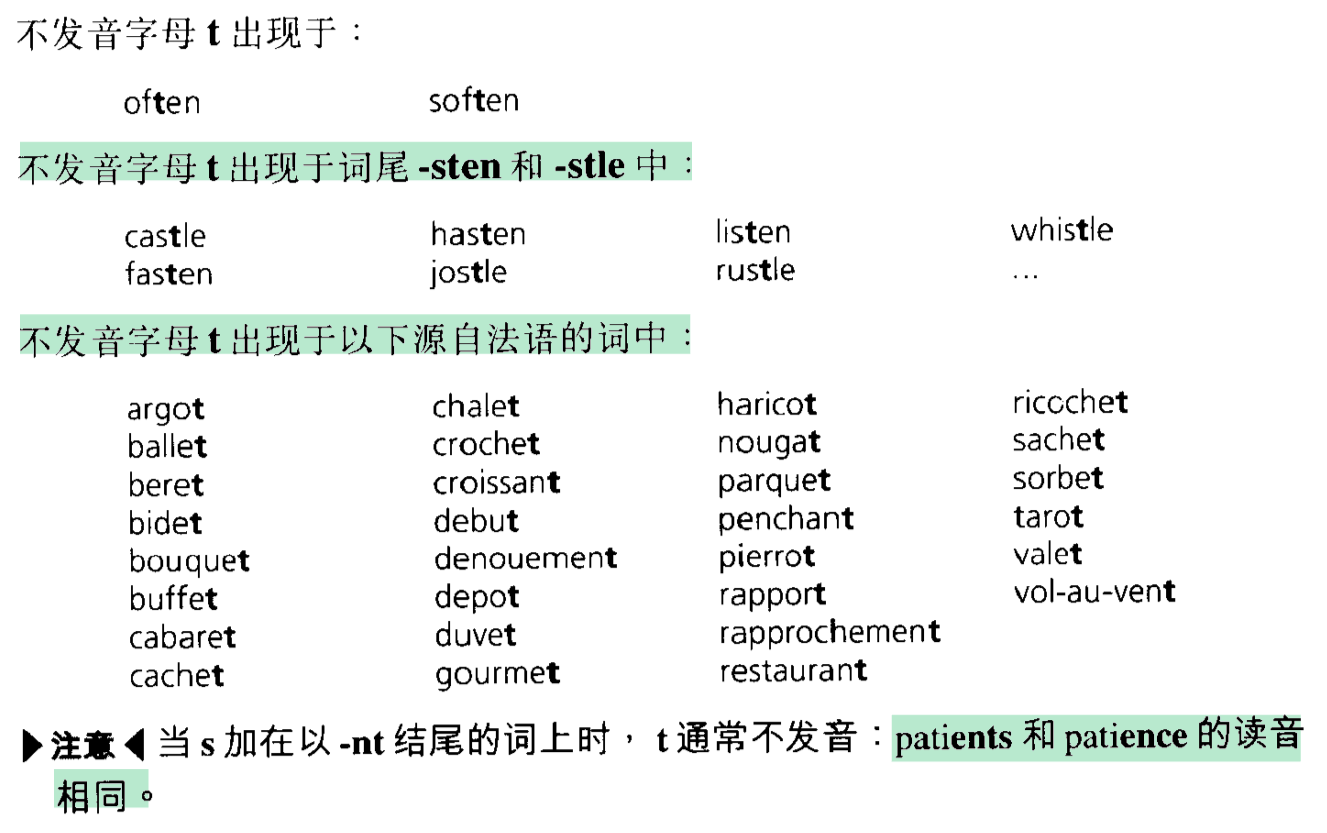 不发音字母 t 出现于：
often soften
不发音字母 t 出现于词尾 -sten 和 -stle 中：
castle hasten listen whistle
fasten jostle rustle ...
不发音字母 t 出现于以下源自法语的词中：
argot chalet haricot ricochet
ballet crochet nougat sachet
beret croissant parquet sorbet
bidet debut penchant tarot
bouquet denouement pierrot valet
buffet depot rapport vol-au-vent
cabaret duvet rapprochement
cachet gourmet restaurant
▶注意◀ 当 s 加在以 -nt 结尾的词上时，t 通常不发音：patients 和 patience 的读音
相同。